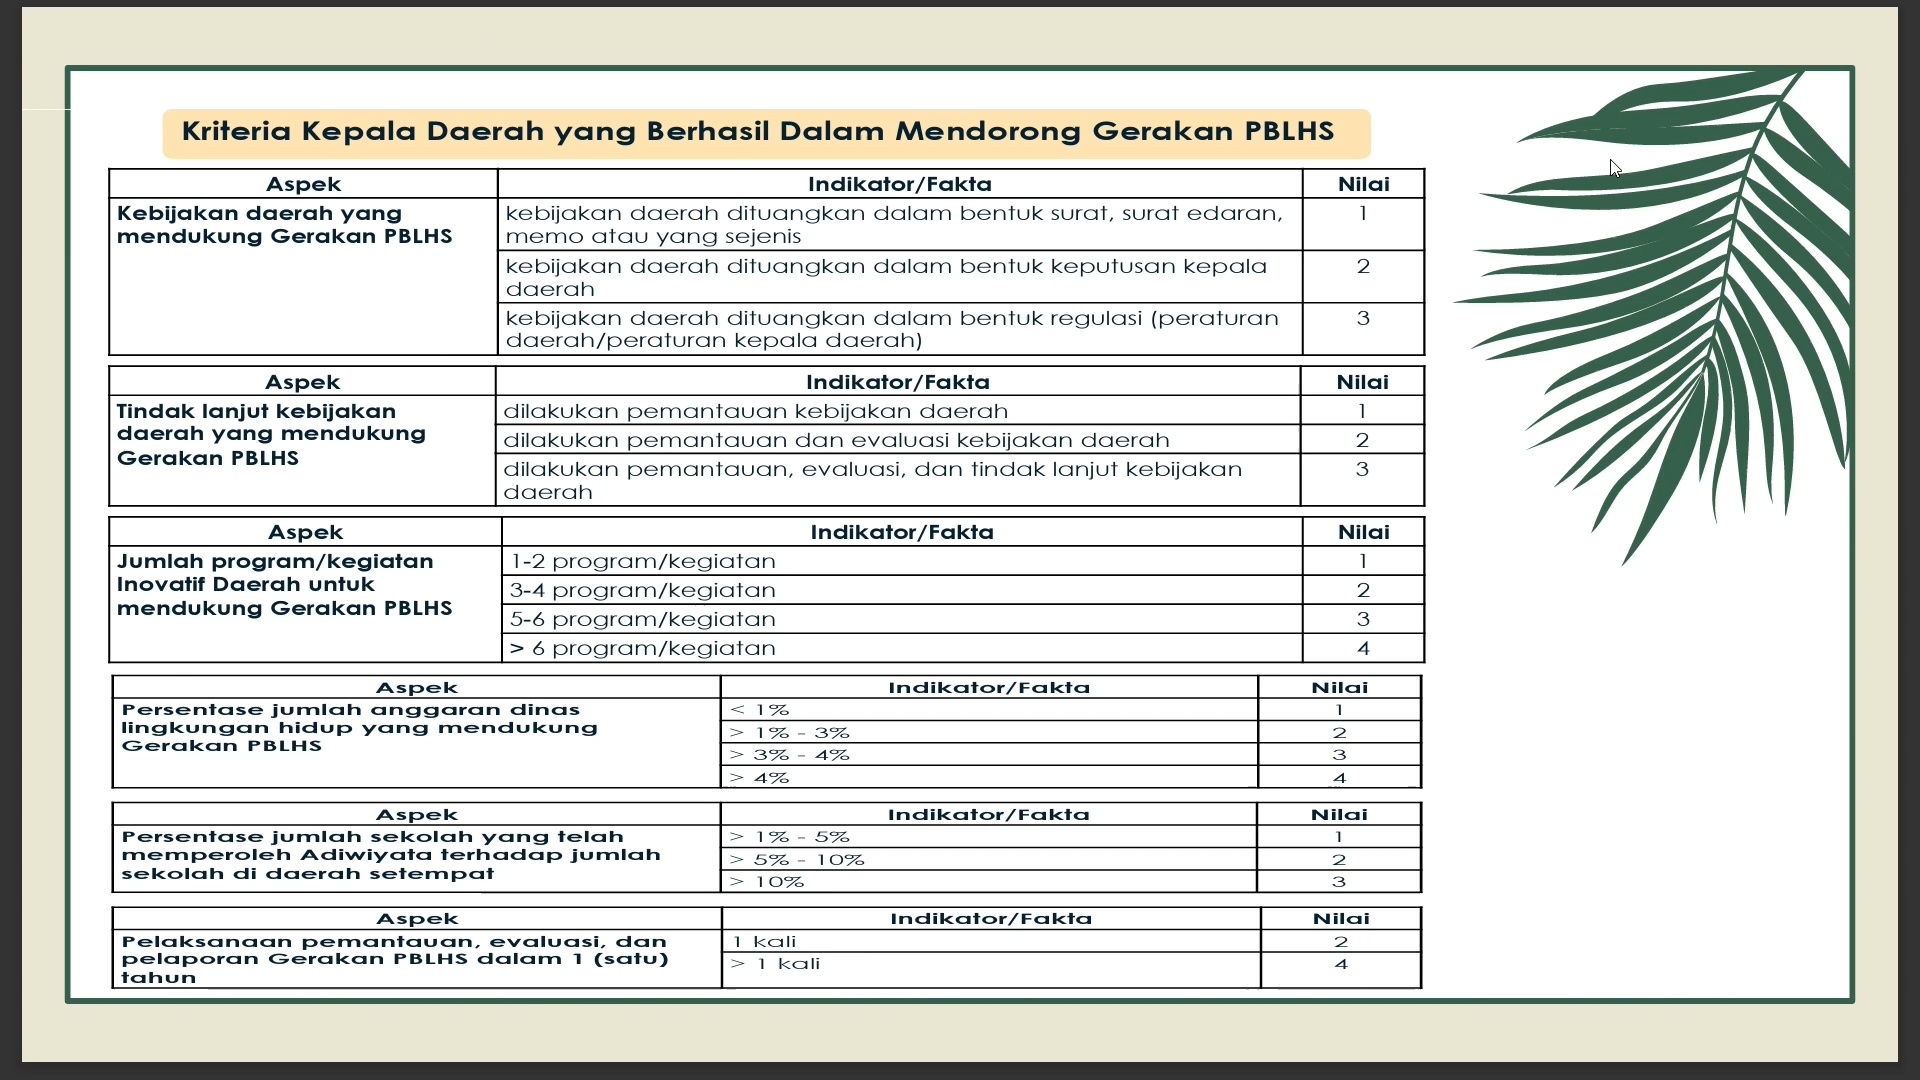 Kriteria Kepala Daerah yang Berhasil Dalam Mendorong Gerakan PBLHS
Aspek Indikator/Fakta Nilai
Kebijakan daerah yang
mendukung Gerakan PBLHS
kebijakan daerah dituangkan dalam bentuk surat, surat edaran,
memo atau yang sejenis
1
kebijakan daerah dituangkan dalam bentuk keputusan kepala
daerah
2
kebijakan daerah dituangkan dalam bentuk regulasi (peraturan
daerah/peraturan kepala daerah)
3
Aspek Indikator/Fakta Nilai
Tindak lanjut kebijakan
daerah yang mendukung
Gerakan PBLHS
dilakukan pemantauan kebijakan daerah 1
dilakukan pemantauan dan evaluasi kebijakan daerah 2
dilakukan pemantauan, evaluasi, dan tindak lanjut kebijakan
daerah
3
Aspek Indikator/Fakta Nilai
Jumlah program/kegiatan
Inovatif Daerah untuk
mendukung Gerakan PBLHS
1-2 program/kegiatan 1
3-4 program/kegiatan 2
5-6 program/kegiatan 3
> 6 program/kegiatan 4
Aspek Indikator/Fakta Nilai
Persentase jumlah anggaran dinas
lingkungan hidup yang mendukung
Gerakan PBLHS
< 1% 1
> 1% - 3% 2
> 3% - 4% 3
> 4% 4
Aspek Indikator/Fakta Nilai
Persentase jumlah sekolah yang telah
memperoleh Adiwiyata terhadap jumlah
sekolah di daerah setempat
> 1% - 5% 1
> 5% - 10% 2
> 10% 3
Aspek Indikator/Fakta Nilai
Pelaksanaan pemantauan, evaluasi, dan
pelaporan Gerakan PBLHS dalam 1 (satu)
tahun
1 kali 2
> 1 kali 4